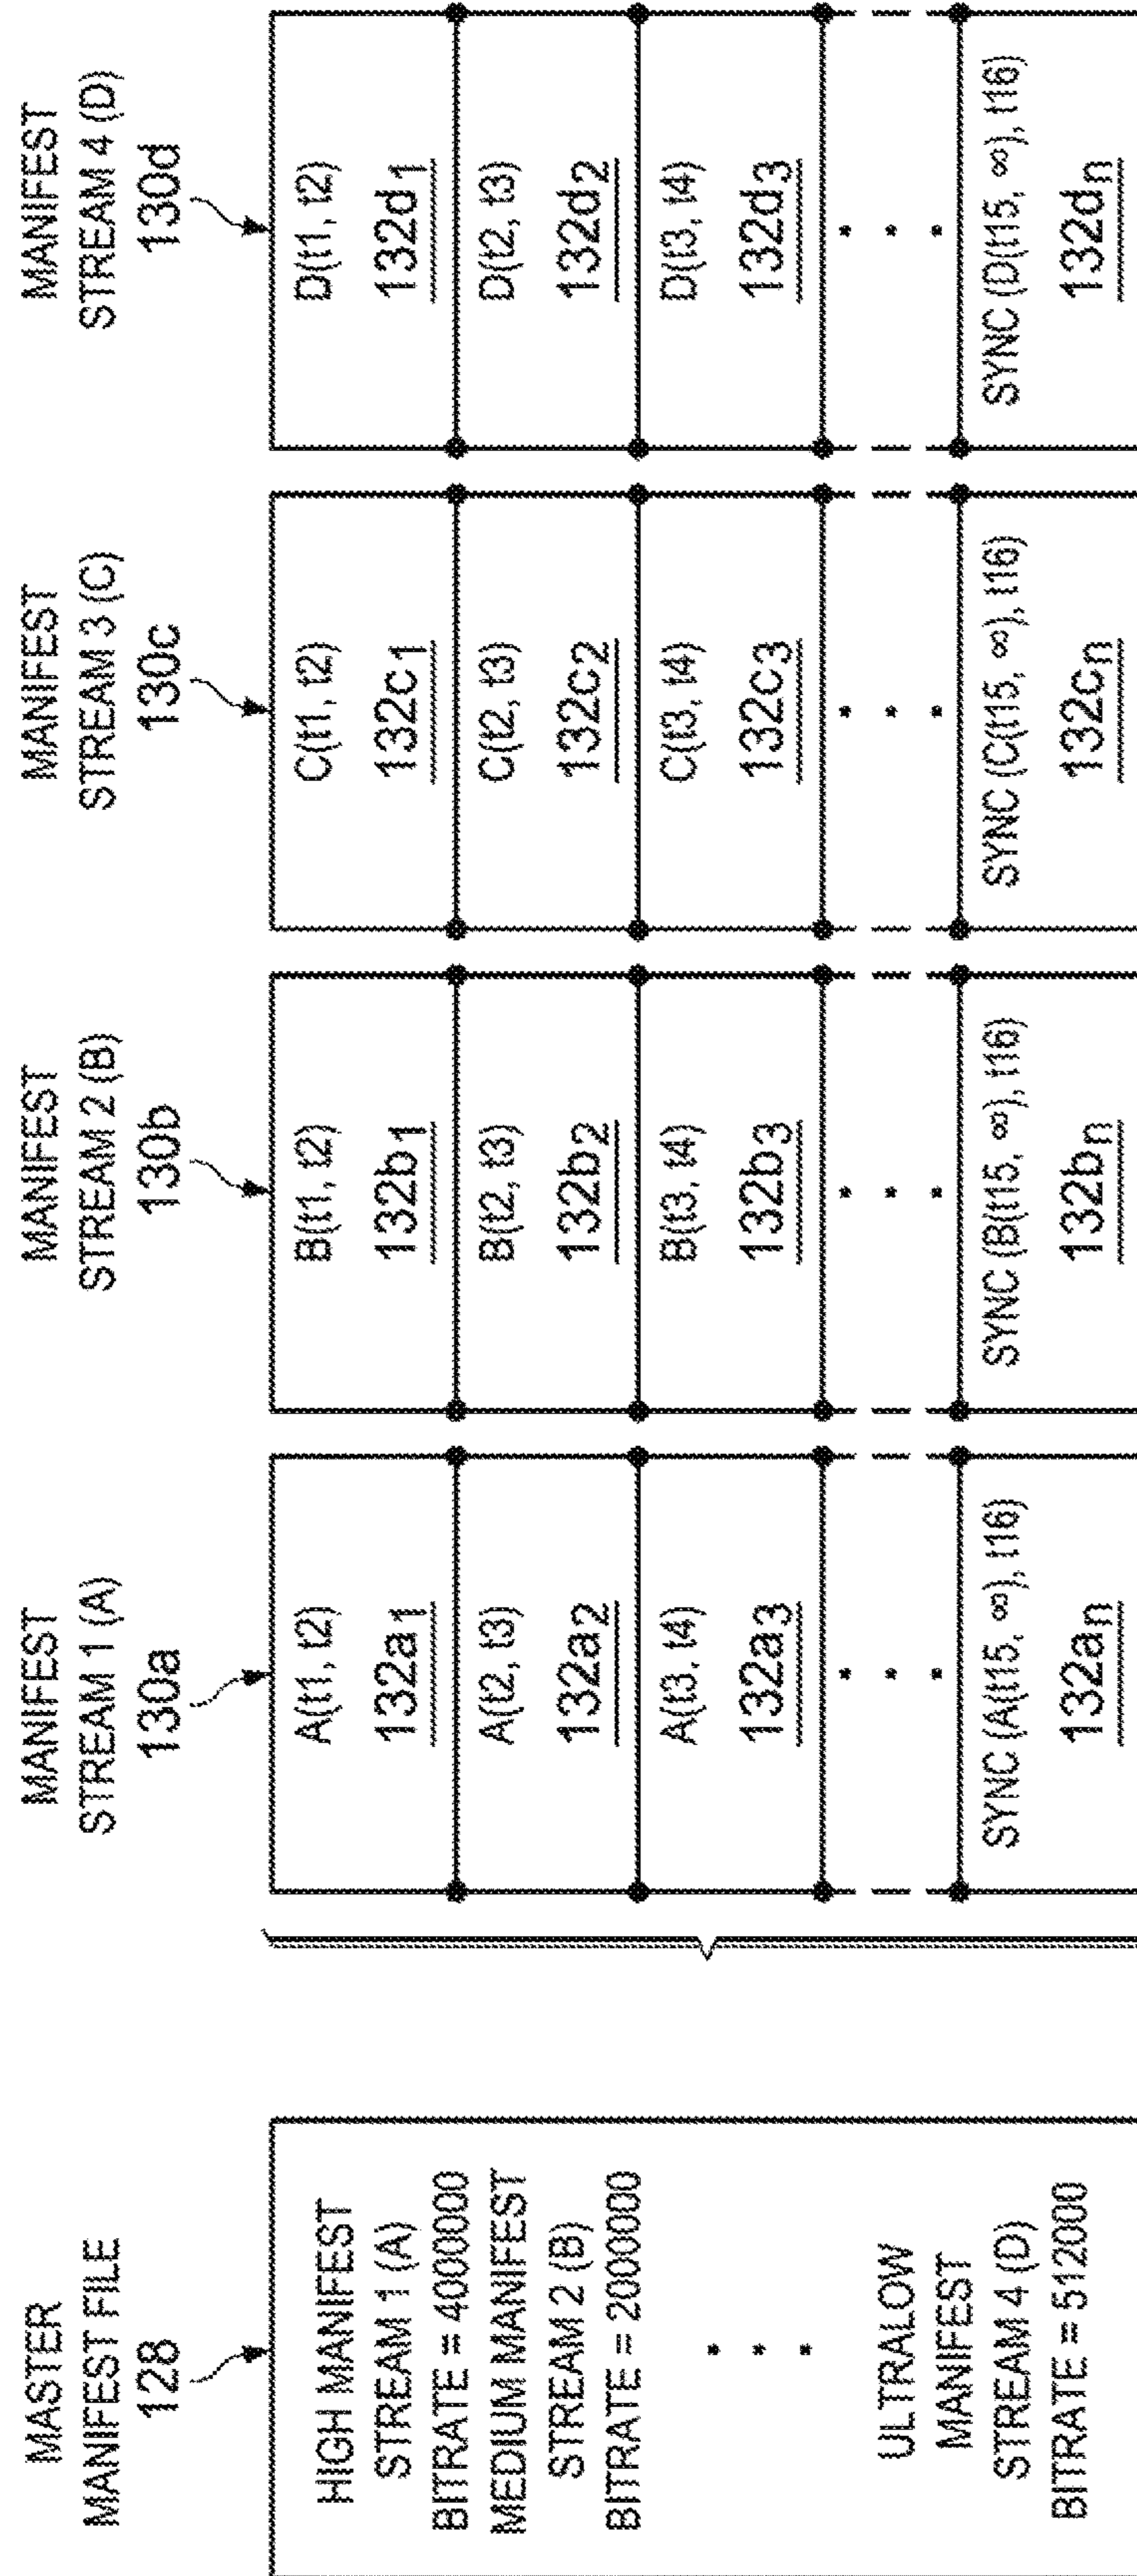 MASTER
MANIFEST FILE
128
HIGH MANIFEST
STREAM 1 (A)
BITRATE = 4000000
MEDIUM MANIFEST
STREAM 2 (B)
BITRATE = 2000000
ULTRALOW
MANIFEST
STREAM 4 (D)
BITRATE = 512000
MANIFEST
STREAM 1 (A)
130a
A(t1, t2)
132a1
A(t2, t3)
132a2
A(t3, t4)
132a3
SYNC (A(t15, ∞), t16)
132an
MANIFEST
STREAM 2 (B)
130b
B(t1, t2)
132b1
B(t2, t3)
132b2
B(t3, t4)
132b3
SYNC (B(t15, ∞), t16)
132bn
MANIFEST
STREAM 3 (C)
130c
C(t1, t2)
132c1
C(t2, t3)
132c2
C(t3, t4)
132c3
SYNC (C(t15, ∞), t16)
132cn
MANIFEST
STREAM 4 (D)
130d
D(t1, t2)
132d1
D(t2, t3)
132d2
D(t3, t4)
132d3
SYNC (D(t15, ∞), t16)
132dn